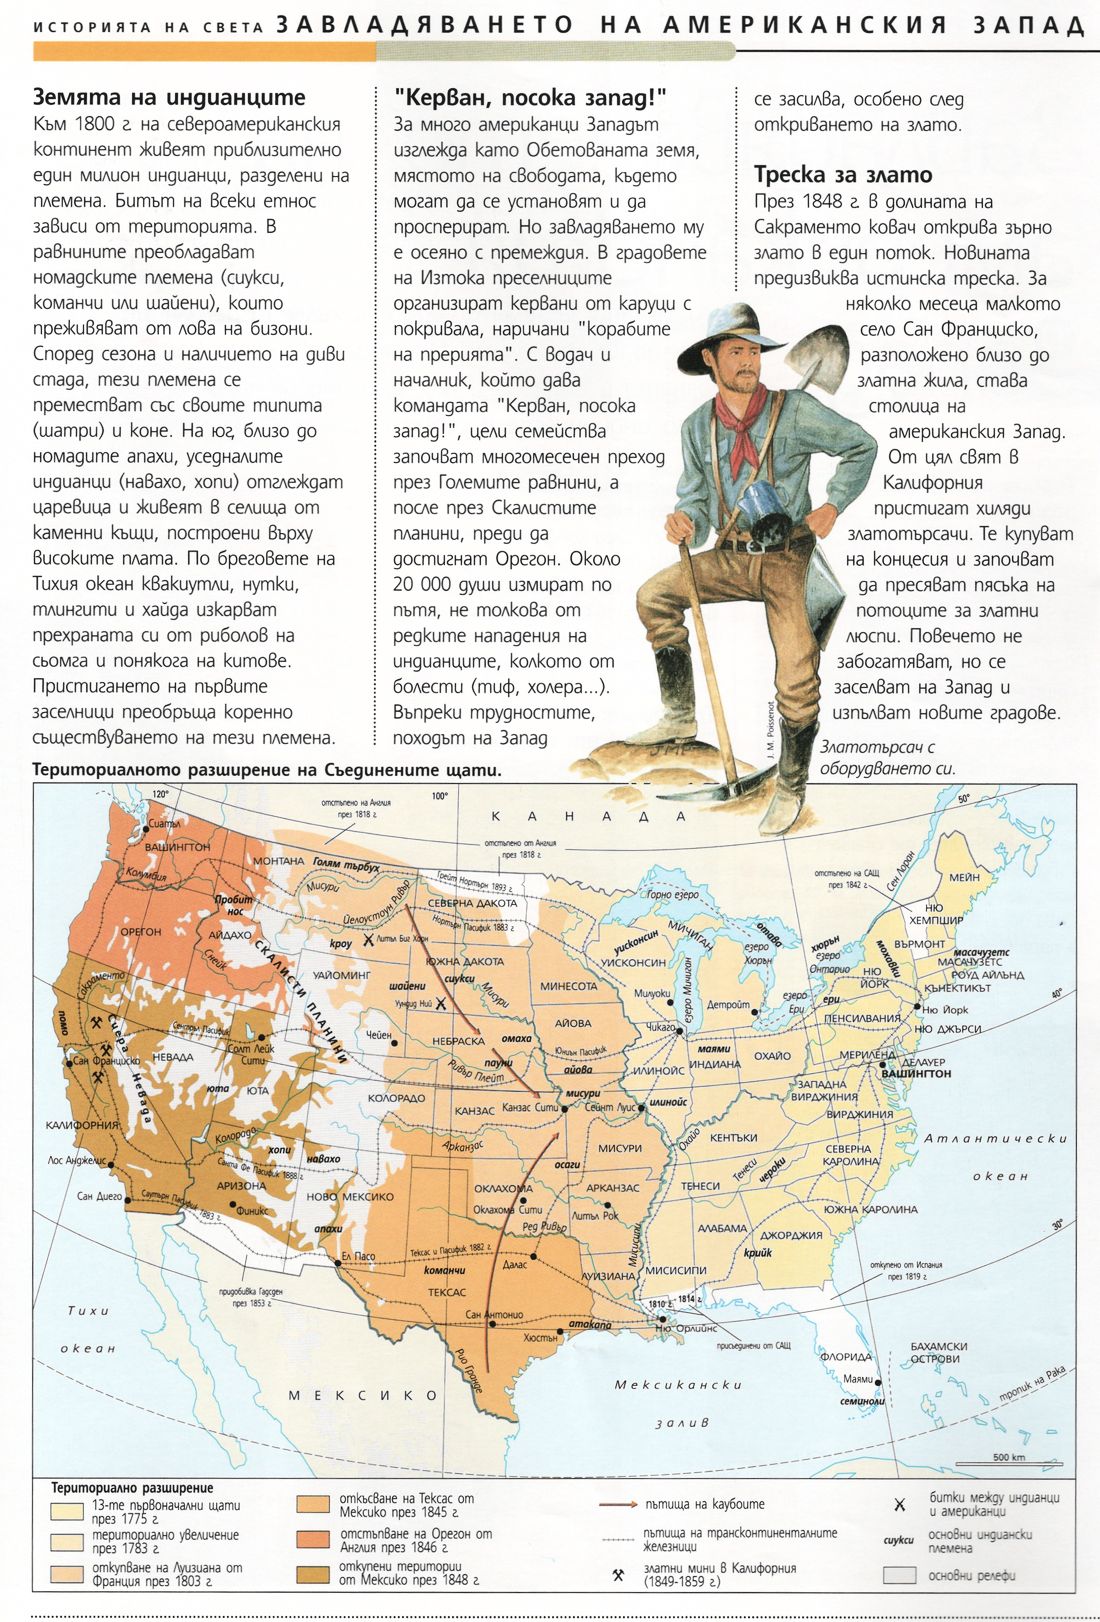 ИСТОРИЯТА НА СВЕТА ЗАВЛАДЯВАНЕТО НА АМЕРИКАНСКИЯ ЗАПАД
Земята на индианците
Към 1800 г. на североамериканския
континент живеят приблизително
един милион индианци, разделени на
племена. Битът на всеки етнос
зависи от територията. В
равнините преобладават
номадските племена (сиукси,
команчи или шайени), които
преживяват от лова на бизони.
Според сезона и наличието на диви
стада, тези племена се
преместват със своите типита
(шатри) и коне. На юг, близо до
номадите апахи, уседналите
индианци (навахо, хопи) отглеждат
царевица и живеят в селища от
каменни къщи, построени върху
високите плата. По бреговете на
Тихия океан квакиутли, нутки,
тлингити и хайда изкарват
прехраната си от риболов на
сьомга и понякога на китове.
Пристигането на първите
заселници преобръща коренно
съществуването на тези племена.
"Керван, посока запад!"
За много американци Западът
изглежда като Обетованата земя,
мястото на свободата, където
могат да се установят и да
просперират. Но завладяването му
е осеяно с премеждия. В градовете
на Изтока преселниците
организират кервани от каруци с
покривала, наричани "корабите
на прерията". С водач и
началник, който дава
командата "Керван, посока
запад!", цели семейства
започват многомесечен преход
през Големите равнини, а
после през Скалистите
планини, преди да
достигнат Орегон. Около
20 000 души измират по
пътя, не толкова от
редките нападения на
индианците, колкото от
болести (тиф, холера...).
Въпреки трудностите,
походът на Запад
се засилва, особено след
откриването на злато.
Треска за злато
През 1848 г. в долината на
Сакраменто ковач открива зърно
злато в един поток. Новината
предизвиква истинска треска. За
няколко месеца малкото
село Сан Франциско,
разположено близо до
златна жила, става
столица на
американския Запад.
От цял свят в
Калифорния
пристигат хиляди
златотърсачи. Те купуват
на концесия и започват
да пресяват пясъка на
потоците за златни
люспи. Повечето не
забогатяват, но се
заселват на Запад и
изпълват новите градове.
J. M. Poissenot
Златотърсач с
оборудването си.
Териториалното разширение на Съединените щати.
120°
100°
50°
40°
30°
КАНАДА
отстъпено на Англия
през 1818 г.
отстъпено от Англия
през 1818 г.
отстъпено на САЩ
през 1842 г.
Сен Лоран
Сиатъл
ВАШИНГТОН
Колумбия
МОНТАНА
Голям търбух
Мисури
Йелоустоун Ривър
Грейт Нортърн 1893 г.
СЕВЕРНА ДАКОТА
Нортърн Пасифик 1883 г.
Горно езеро
МЕЙН
НЮ
ХЕМПШИР
ВЪРМОНТ
масачузетс
МАСАЧУЗЕТС
РОУД АЙЛЪНД
КЪНЕКТИКЪТ
Пробит
нос
ОРЕГОН
АЙДАХО
Снейк
СКАЛИСТИ ПЛАНИНИ
кроу
Литъл Биг Хорн
ЮЖНА ДАКОТА
сиукси
Мисури
уисконсин
УИСКОНСИН
МИЧИГАН
отава
езеро
Хюрън
хюрън
езеро
Онтарио
мохавки
НЮ
ЙОРК
Сакраменто
УАЙОМИНГ
шайени
Уундид Ний
МИНЕСОТА
Милуоки
езеро Мичиган
Детройт
езеро
Ери
ери
Ню Йорк
НЮ ДЖЪРСИ
ПЕНСИЛВАНИЯ
помо
Сиера Невада
Сан Франциско
НЕВАДА
Сентръл Пасифик
Солт Лейк
Сити
Чейен
НЕБРАСКА
омаха
пауни
Ривър Плейт
АЙОВА
Юниън Пасифик
айова
Чикаго
маями
ИЛИНОЙС
ИНДИАНА
ОХАЙО
МЕРИЛЕНД
ДЕЛАУЕР
ВАШИНГТОН
ЗАПАДНА
ВИРДЖИНИЯ
ВИРДЖИНИЯ
юта
ЮТА
КОЛОРАДО
КАНЗАС
Канзас Сити
мисури
Сейнт Луис
илинойс
Охайо
КЕНТЪКИ
СЕВЕРНА
КАРОЛИНА
КАЛИФОРНИЯ
Колорадо
хопи
навахо
Арканзас
осаги
МИСУРИ
Лос Анджелис
Санта Фе Пасифик 1888 г.
Сан Диего
Саутърн Пасифик 1883 г.
АРИЗОНА
Финикс
НОВО МЕКСИКО
апахи
ОКЛАХОМА
Оклахома Сити
АРКАНЗАС
Литъл Рок
ТЕНЕСИ
Тенеси
чероки
ЮЖНА КАРОЛИНА
Ред Ривър
Ел Пасо
Тексас и Пасифик 1882 г.
команчи
ТЕКСАС
Далас
ЛУИЗИАНА
Мисисипи
МИСИСИПИ
АЛАБАМА
ДЖОРДЖИЯ
крийк
откупено от Испания
през 1819 г.
придобивка Гадсден
през 1853 г.
Сан Антонио
Хюстън
атакапа
1810 г.
1814 г.
Ню Орлийнс
присъединени от САЩ
ФЛОРИДА
Маями
семиноли
БАХАМСКИ
ОСТРОВИ
Рио Гранде
МЕКСИКО
Тихи
океан
Атлантически
океан
Мексикански
залив
тропик на Рака
500 km
Териториално разширение
13-те първоначални щати
през 1775 г.
териториално увеличение
през 1783 г.
откупване на Луизиана от
Франция през 1803 г.
откъсване на Тексас от
Мексико през 1845 г.
отстъпване на Орегон от
Англия през 1846 г.
откупени територии
от Мексико през 1848 г.
пътища на каубоите
пътища на трансконтиненталните
железници
златни мини в Калифорния
(1849-1859 г.)
битки между индианци
и американци
сиукси
основни индиански
племена
основни релефи